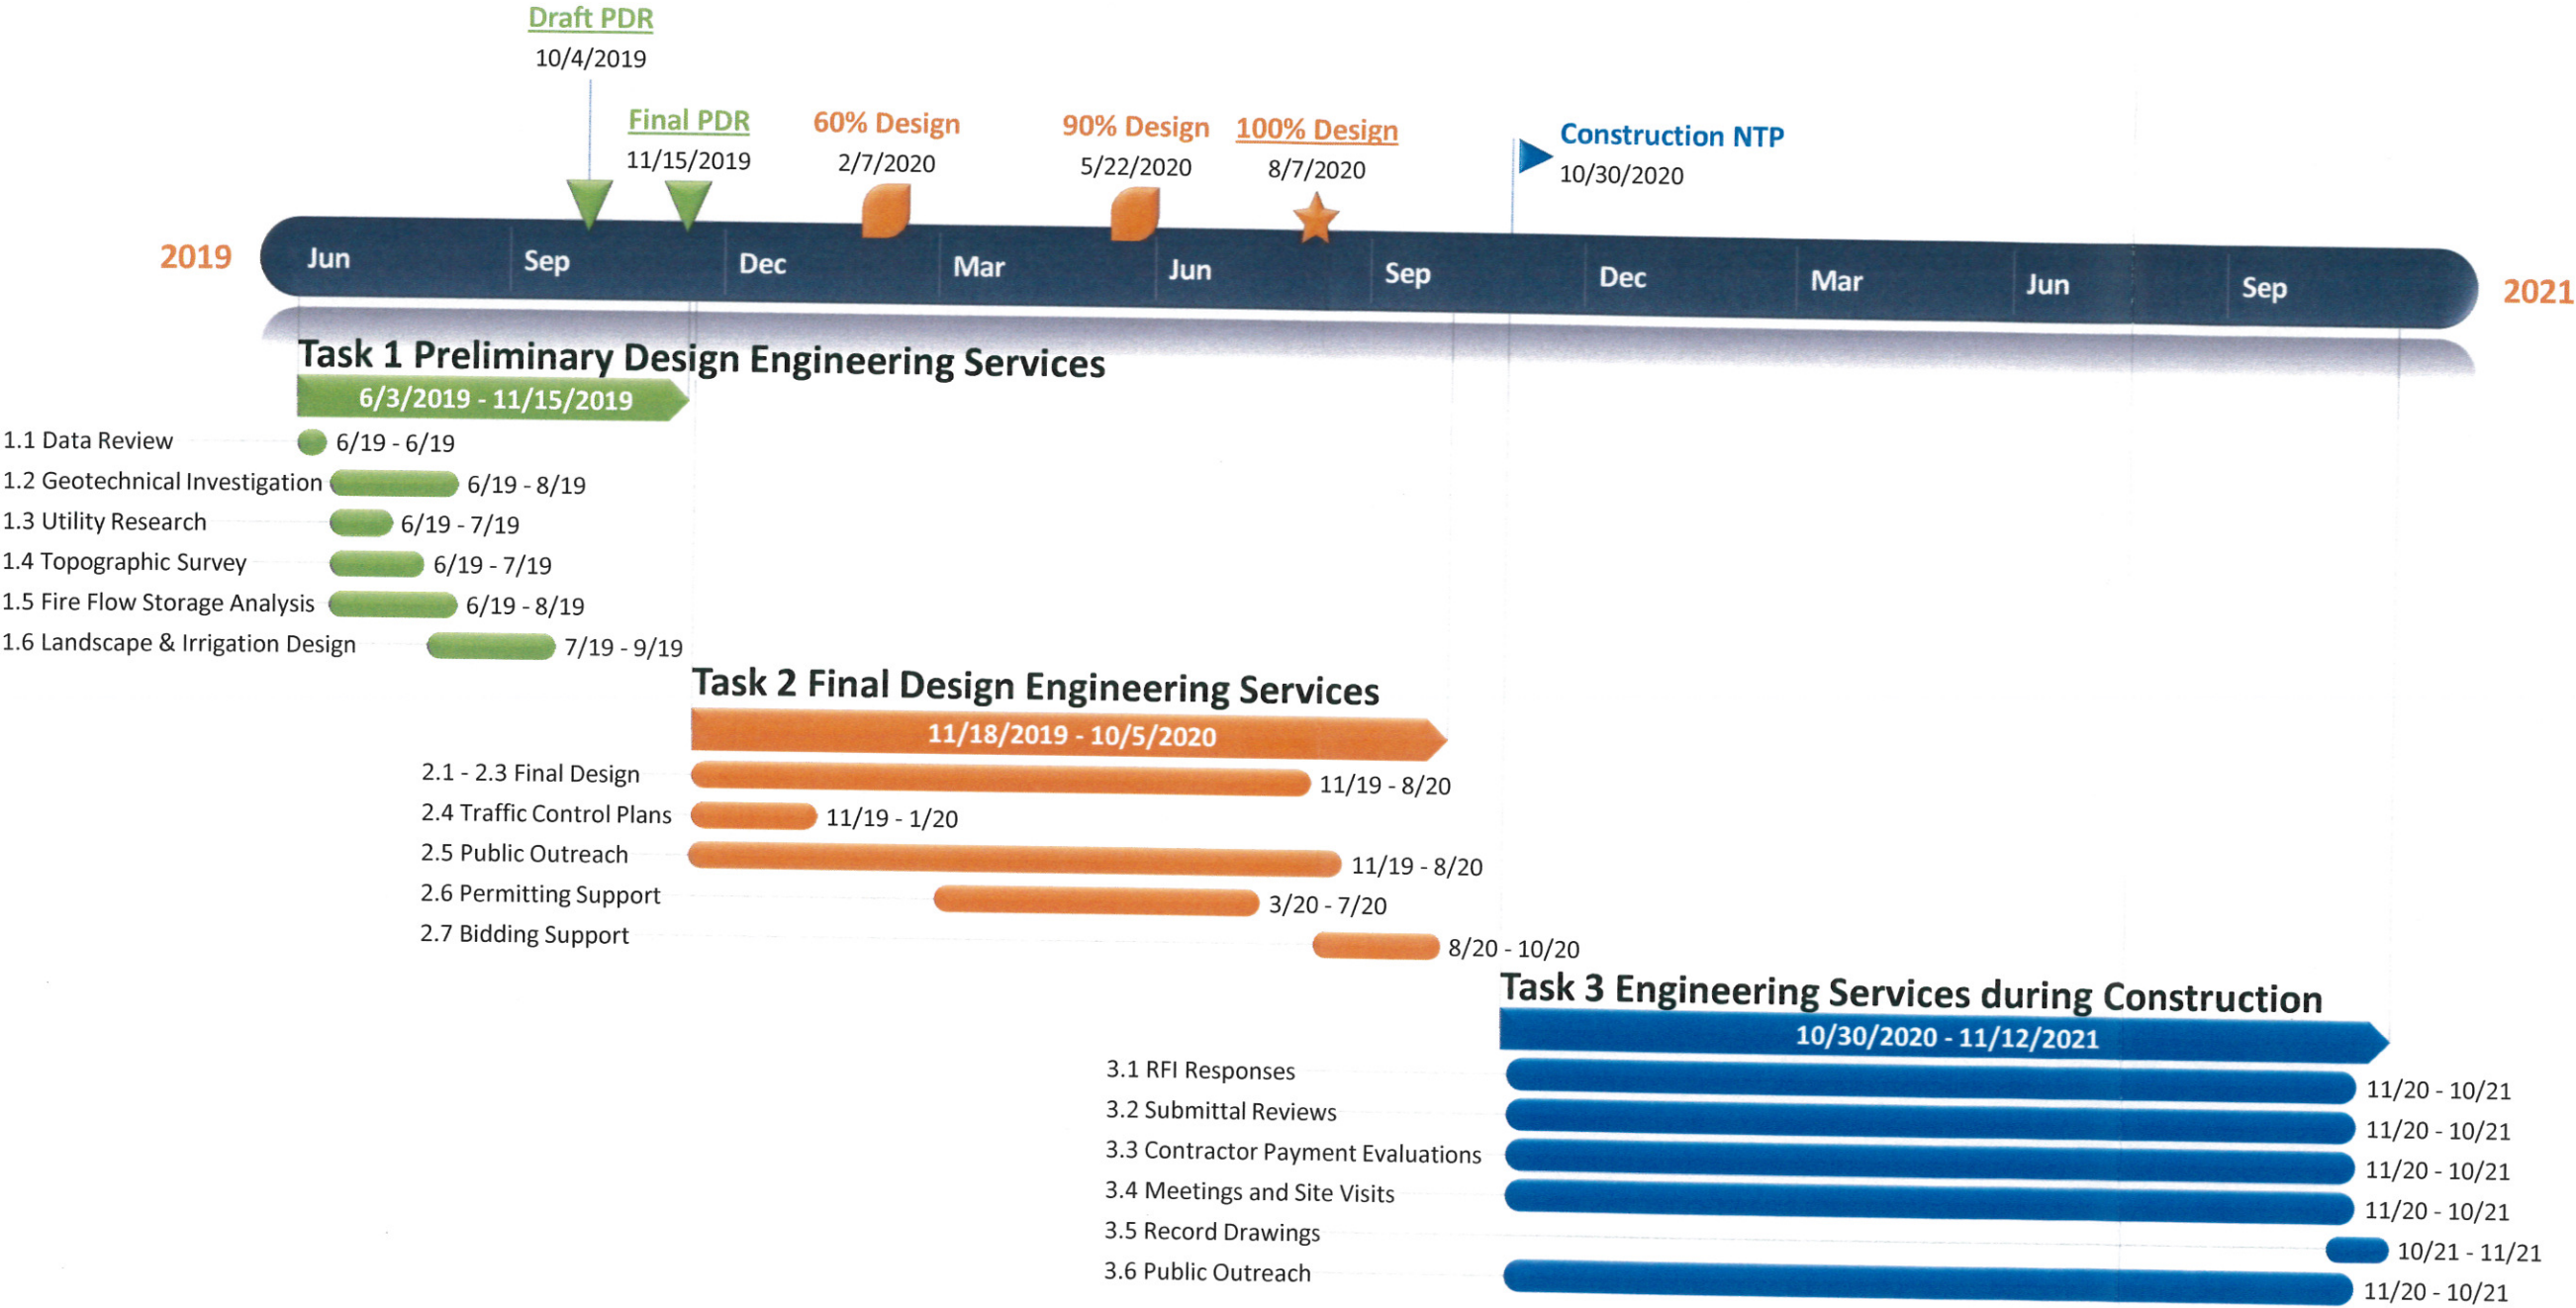 Draft PDR
10/4/2019
Final PDR
11/15/2019
60% Design
2/7/2020
90% Design
5/22/2020
100% Design
8/7/2020
Construction NTP
10/30/2020
2019 Jun Sep Dec Mar Jun Sep Dec Mar Jun Sep 2021
Task 1 Preliminary Design Engineering Services
6/3/2019 - 11/15/2019
1.1 Data Review 6/19 - 6/19
1.2 Geotechnical Investigation 6/19 - 8/19
1.3 Utility Research 6/19 - 7/19
1.4 Topographic Survey 6/19 - 7/19
1.5 Fire Flow Storage Analysis 6/19 - 8/19
1.6 Landscape & Irrigation Design 7/19 - 9/19
Task 2 Final Design Engineering Services
11/18/2019 - 10/5/2020
2.1 - 2.3 Final Design 11/19 - 8/20
2.4 Traffic Control Plans 11/19 - 1/20
2.5 Public Outreach 11/19 - 8/20
2.6 Permitting Support 3/20 - 7/20
2.7 Bidding Support 8/20 - 10/20
Task 3 Engineering Services during Construction
10/30/2020 - 11/12/2021
3.1 RFI Responses 11/20 - 10/21
3.2 Submittal Reviews 11/20 - 10/21
3.3 Contractor Payment Evaluations 11/20 - 10/21
3.4 Meetings and Site Visits 11/20 - 10/21
3.5 Record Drawings 10/21 - 11/21
3.6 Public Outreach 11/20 - 10/21